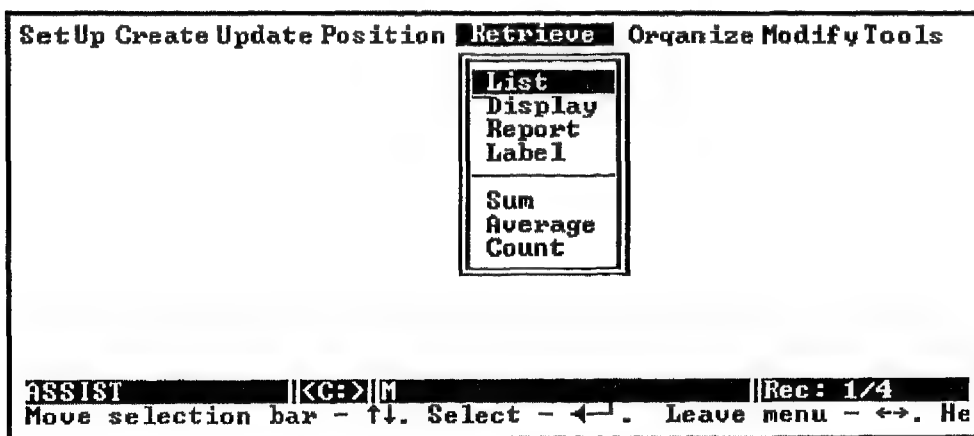 SetUp Create Update Position Retrieve Organize Modify Tools
List
Display
Report
Label
Sum
Average
Count
ASSIST ||<C:>||M ||Rec: 1/4
Move selection bar - ↑↓. Select - ←┘. Leave menu - ↔. He